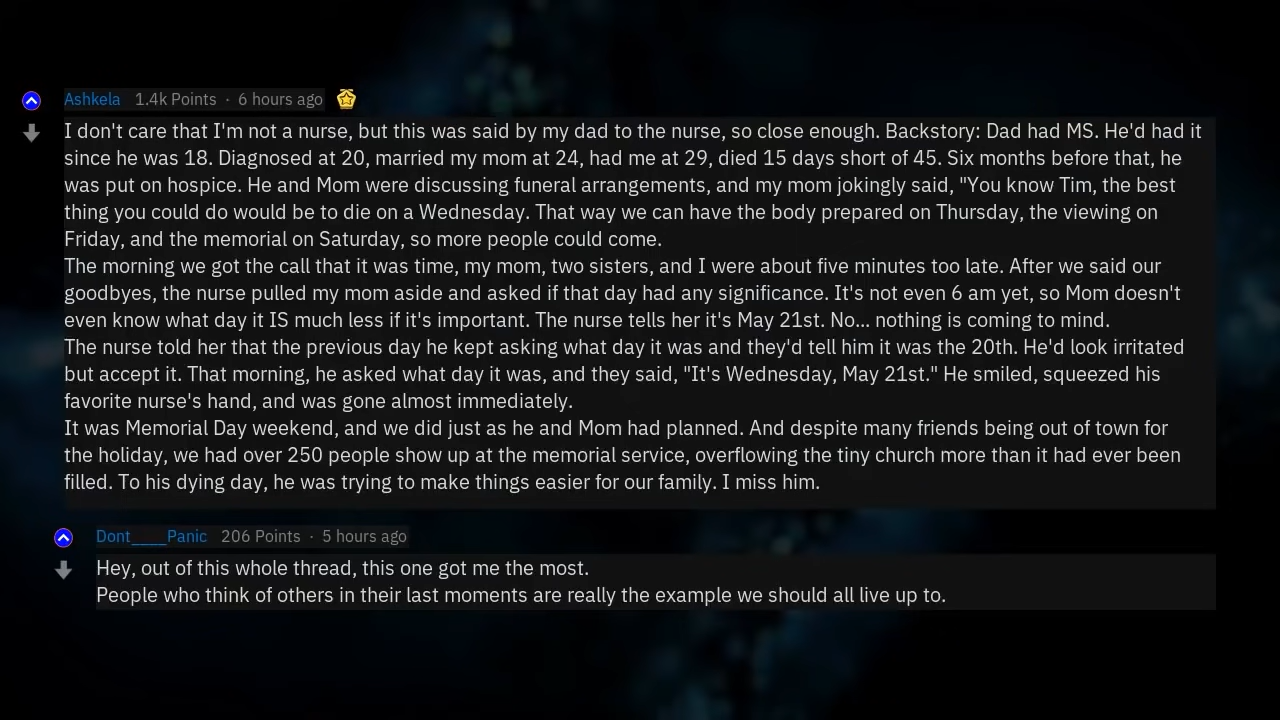 Ashkela 1.4k Points · 6 hours ago
I don't care that I'm not a nurse, but this was said by my dad to the nurse, so close enough. Backstory: Dad had MS. He'd had it
since he was 18. Diagnosed at 20, married my mom at 24, had me at 29, died 15 days short of 45. Six months before that, he
was put on hospice. He and Mom were discussing funeral arrangements, and my mom jokingly said, "You know Tim, the best
thing you could do would be to die on a Wednesday. That way we can have the body prepared on Thursday, the viewing on
Friday, and the memorial on Saturday, so more people could come.
The morning we got the call that it was time, my mom, two sisters, and I were about five minutes too late. After we said our
goodbyes, the nurse pulled my mom aside and asked if that day had any significance. It's not even 6 am yet, so Mom doesn't
even know what day it IS much less if it's important. The nurse tells her it's May 21st. No... nothing is coming to mind.
The nurse told her that the previous day he kept asking what day it was and they'd tell him it was the 20th. He'd look irritated
but accept it. That morning, he asked what day it was, and they said, "It's Wednesday, May 21st." He smiled, squeezed his
favorite nurse's hand, and was gone almost immediately.
It was Memorial Day weekend, and we did just as he and Mom had planned. And despite many friends being out of town for
the holiday, we had over 250 people show up at the memorial service, overflowing the tiny church more than it had ever been
filled. To his dying day, he was trying to make things easier for our family. I miss him.
Dont____Panic 206 Points · 5 hours ago
Hey, out of this whole thread, this one got me the most.
People who think of others in their last moments are really the example we should all live up to.